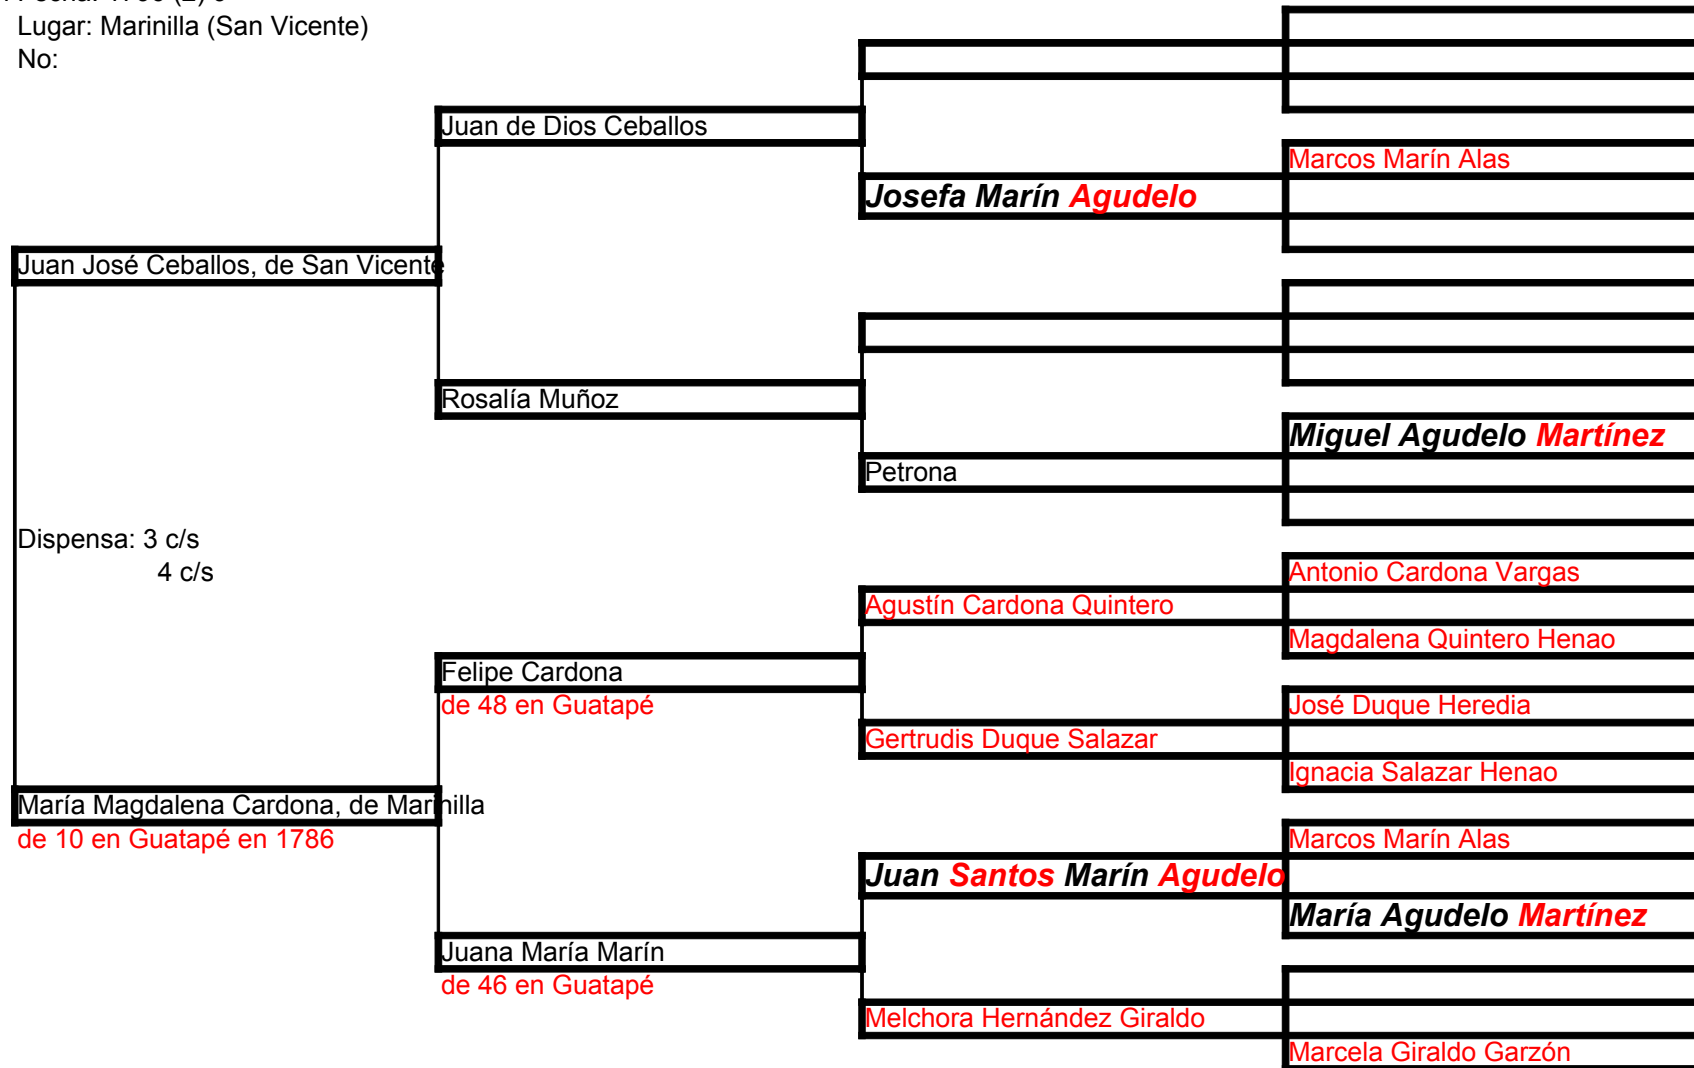 Lugar: Marinilla (San Vicente)
No:
Juan de Dios Ceballos
Marcos Marín Alas
Josefa Marín Agudelo
Juan José Ceballos, de San Vicente
Rosalía Muñoz
Miguel Agudelo Martínez
Petrona
Dispensa: 3 c/s
4 c/s
Antonio Cardona Vargas
Agustín Cardona Quintero
Magdalena Quintero Henao
Felipe Cardona
de 48 en Guatapé
José Duque Heredia
Gertrudis Duque Salazar
Ignacia Salazar Henao
María Magdalena Cardona, de Marinilla
de 10 en Guatapé en 1786
Marcos Marín Alas
Juan Santos Marín Agudelo
María Agudelo Martínez
Juana María Marín
de 46 en Guatapé
Melchora Hernández Giraldo
Marcela Giraldo Garzón